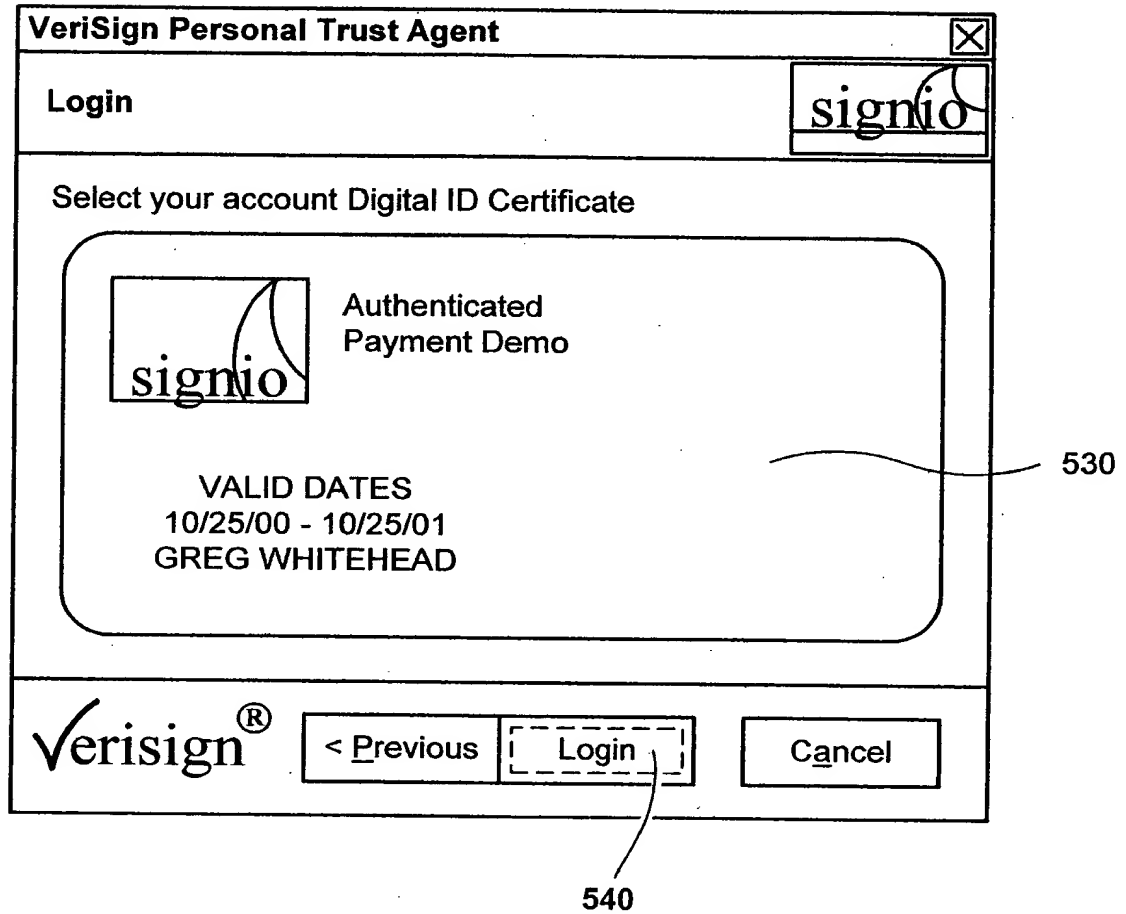 VeriSign Personal Trust Agent
Login
signio
Select your account Digital ID Certificate
Authenticated
Payment Demo
signio
530
VALID DATES
10/25/00 - 10/25/01
GREG WHITEHEAD
Verisign®
< Previous
Login
Cancel
540